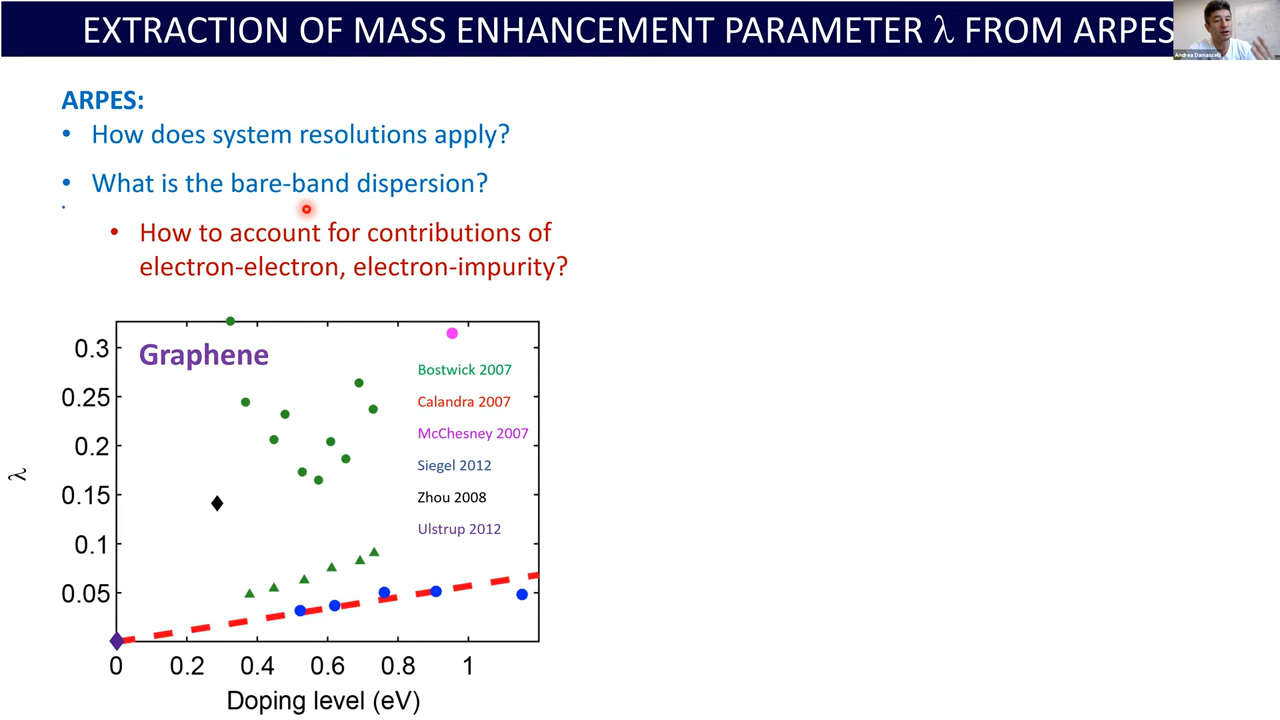 EXTRACTION OF MASS ENHANCEMENT PARAMETER λ FROM ARPES
Andrea Damascelli
ARPES:
• How does system resolutions apply?
• What is the bare-band dispersion?
• How to account for contributions of
electron-electron, electron-impurity?
Graphene
Bostwick 2007
Calandra 2007
McChesney 2007
Siegel 2012
Zhou 2008
Ulstrup 2012
λ
0.3
0.25
0.2
0.15
0.1
0.05
0
0 0.2 0.4 0.6 0.8 1
Doping level (eV)